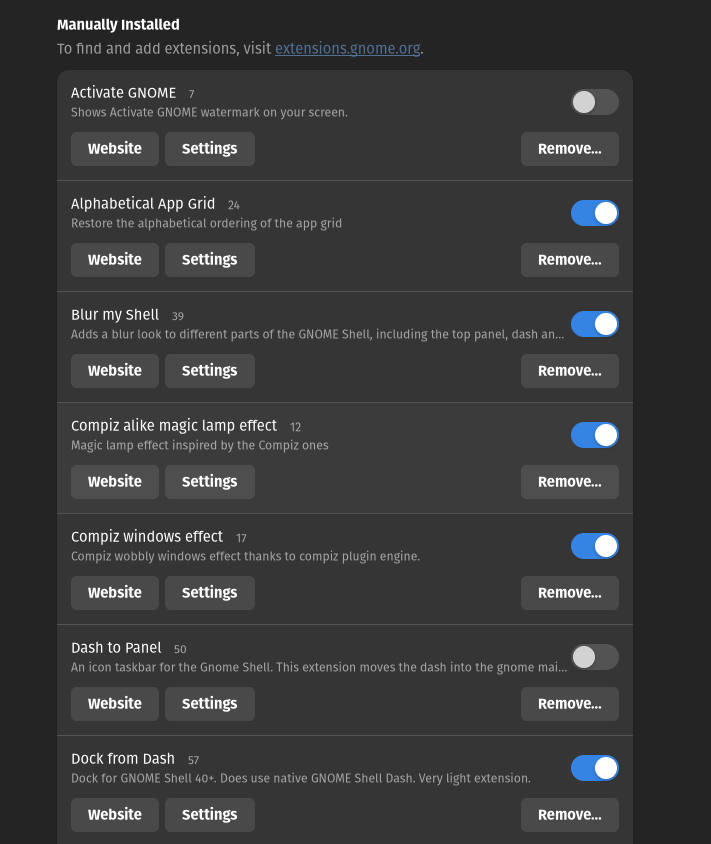 Manually Installed
To find and add extensions, visit extensions.gnome.org.
Activate GNOME 7
Shows Activate GNOME watermark on your screen.
Website Settings Remove...
Alphabetical App Grid 24
Restore the alphabetical ordering of the app grid
Website Settings Remove...
Blur my Shell 39
Adds a blur look to different parts of the GNOME Shell, including the top panel, dash an...
Website Settings Remove...
Compiz alike magic lamp effect 12
Magic lamp effect inspired by the Compiz ones
Website Settings Remove...
Compiz windows effect 17
Compiz wobbly windows effect thanks to compiz plugin engine.
Website Settings Remove...
Dash to Panel 50
An icon taskbar for the Gnome Shell. This extension moves the dash into the gnome mai...
Website Settings Remove...
Dock from Dash 57
Dock for GNOME Shell 40+. Does use native GNOME Shell Dash. Very light extension.
Website Settings Remove...